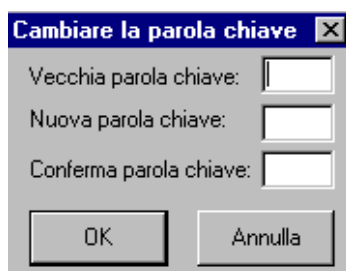 Cambiare la parola chiave
Vecchia parola chiave:
Nuova parola chiave:
Conferma parola chiave:
OK Annulla